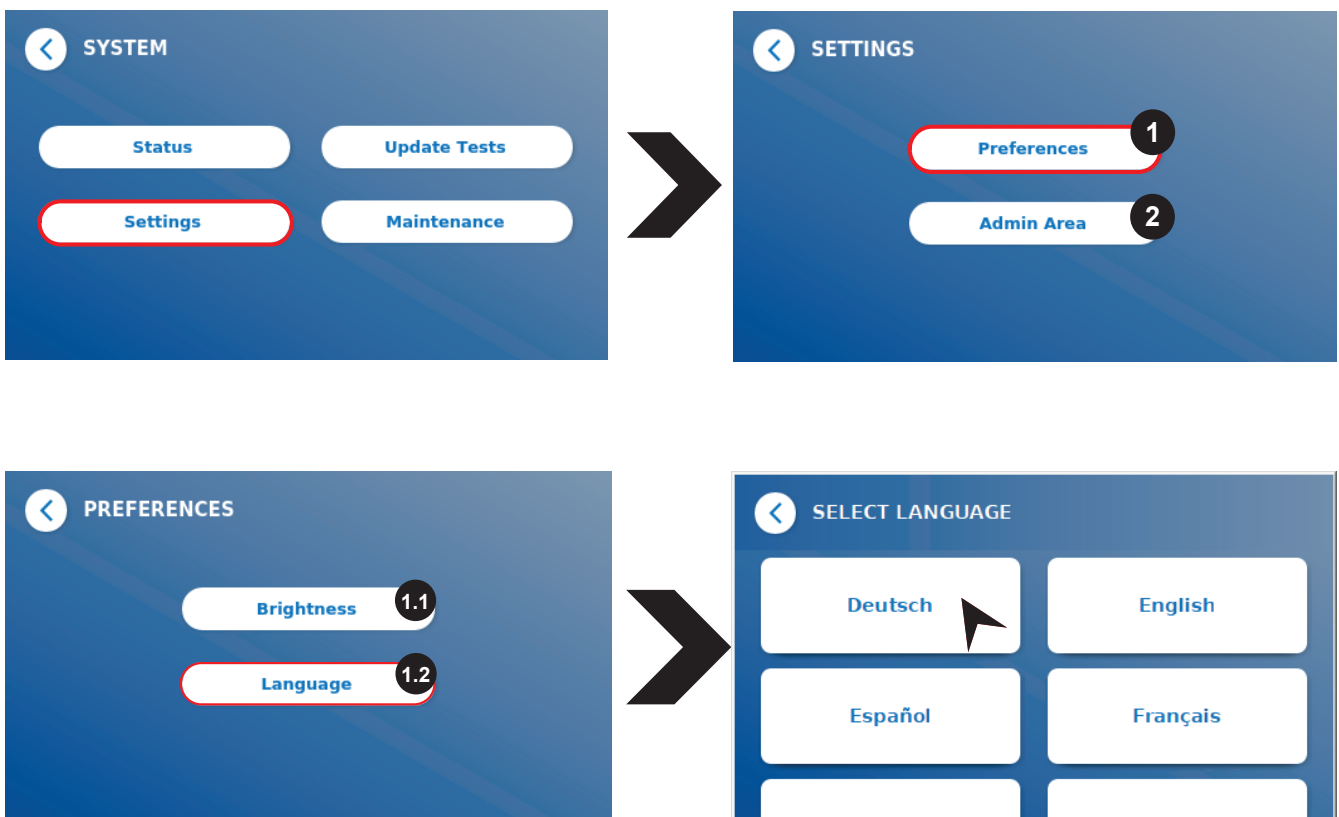 SYSTEM
Status
Update Tests
Settings
Maintenance
SETTINGS
Preferences
1
Admin Area
2
PREFERENCES
Brightness
1.1
Language
1.2
SELECT LANGUAGE
Deutsch
English
Español
Français